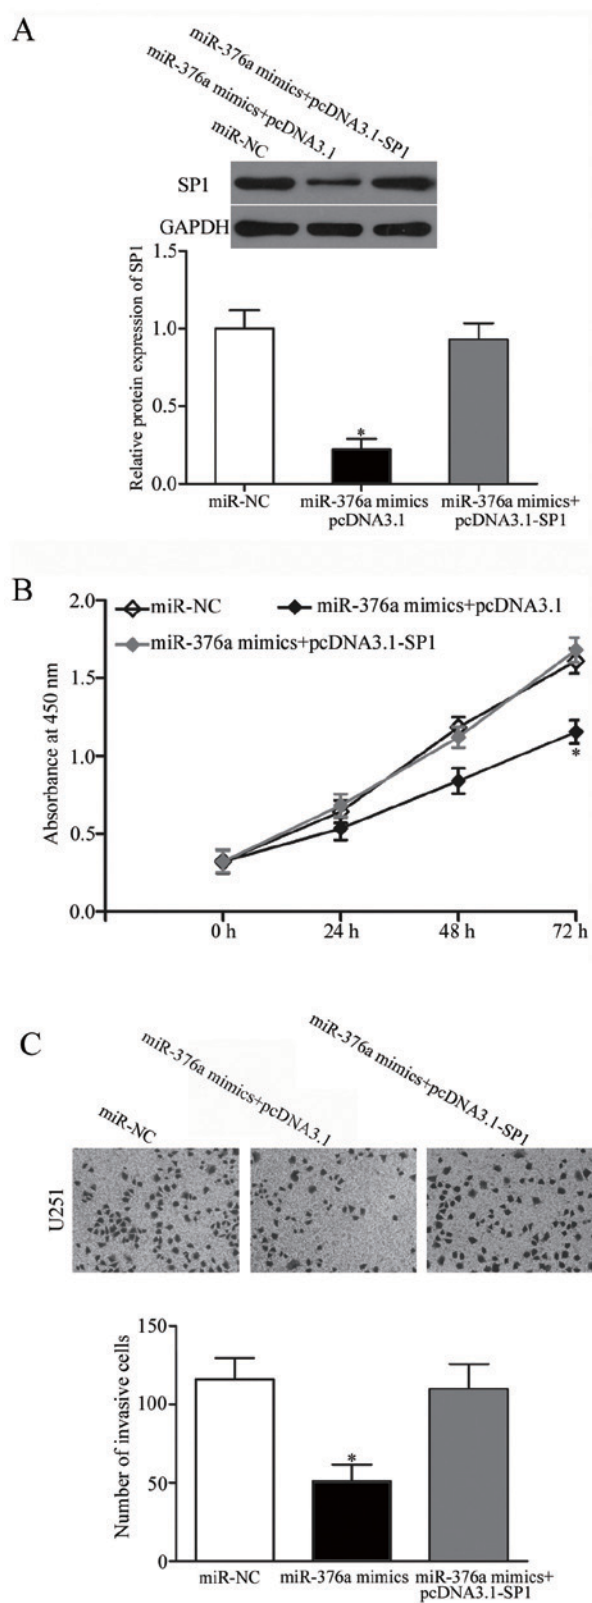 A
miR-376a mimics+pcDNA3.1-SP1
miR-376a mimics+pcDNA3.1
miR-NC
SP1
GAPDH
Relative protein expression of SP1
1.5
1.0
0.5
0.0
*
miR-NC
miR-376a mimics
miR-376a mimics+
pcDNA3.1
pcDNA3.1-SP1
B
miR-NC
miR-376a mimics+pcDNA3.1
miR-376a mimics+pcDNA3.1-SP1
Absorbance at 450 nm
2.0
1.5
1.0
0.5
0.0
*
0 h
24 h
48 h
72 h
C
miR-NC
miR-376a mimics+pcDNA3.1
miR-376a mimics+pcDNA3.1-SP1
U251
Number of invasive cells
150
100
50
0
*
miR-NC
miR-376a mimics
miR-376a mimics+
pcDNA3.1-SP1